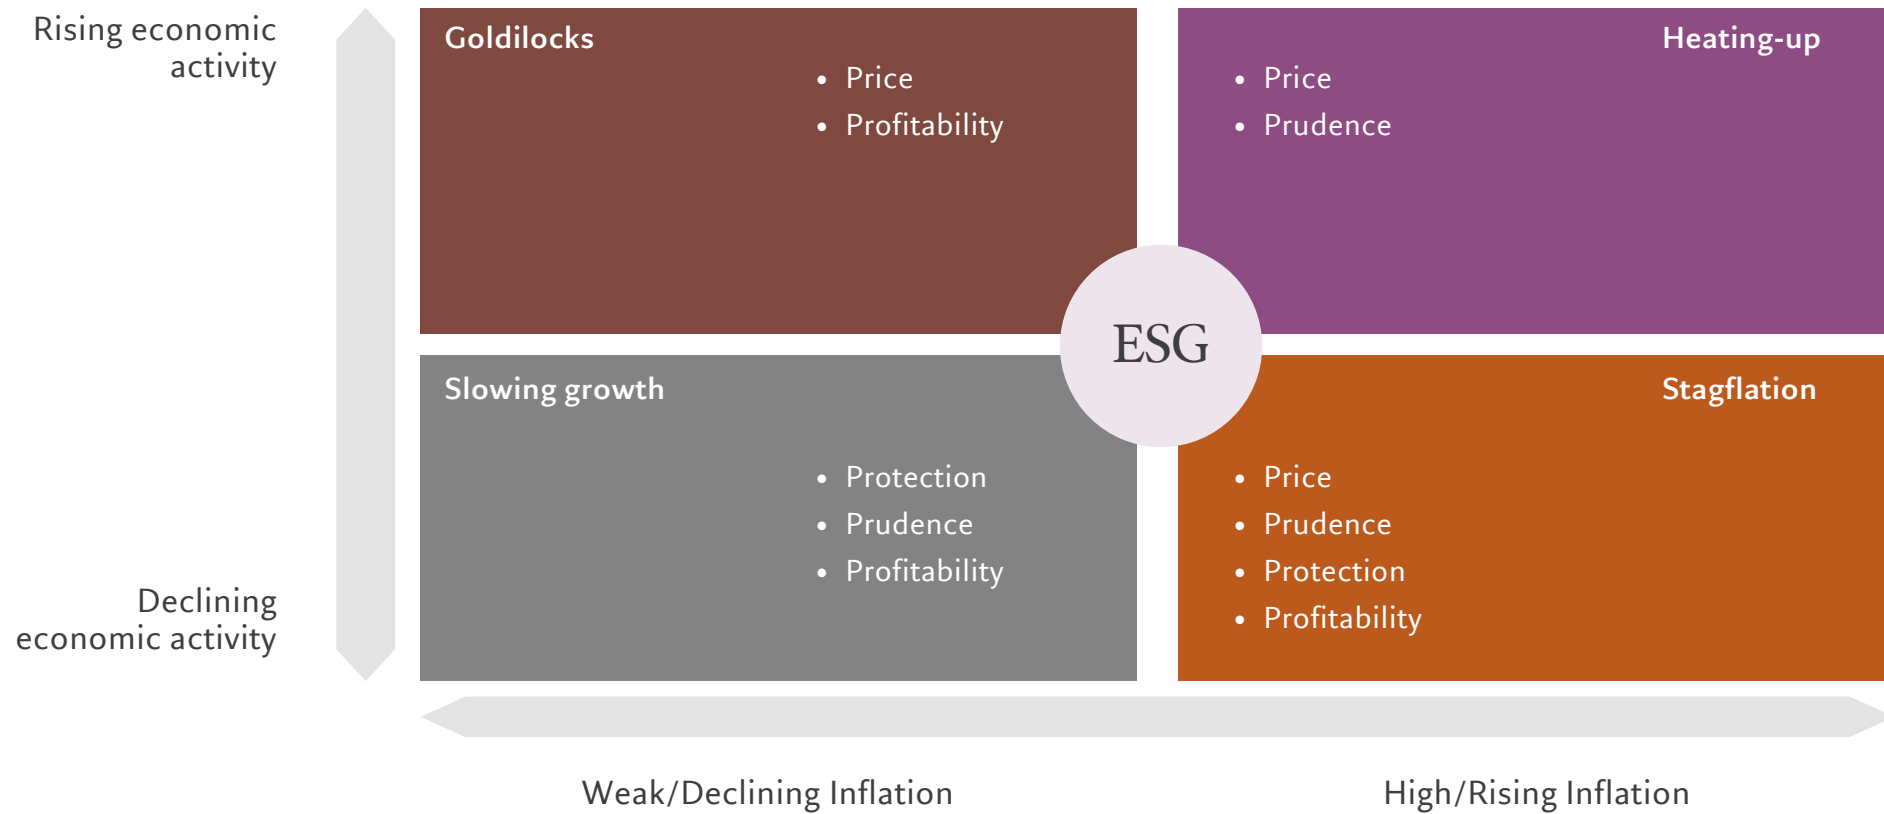 Rising economic
activity
Goldilocks
• Price
• Profitability
Heating-up
• Price
• Prudence
ESG
Slowing growth
• Protection
• Prudence
• Profitability
Stagflation
• Price
• Prudence
• Protection
• Profitability
Declining
economic activity
Weak/Declining Inflation
High/Rising Inflation